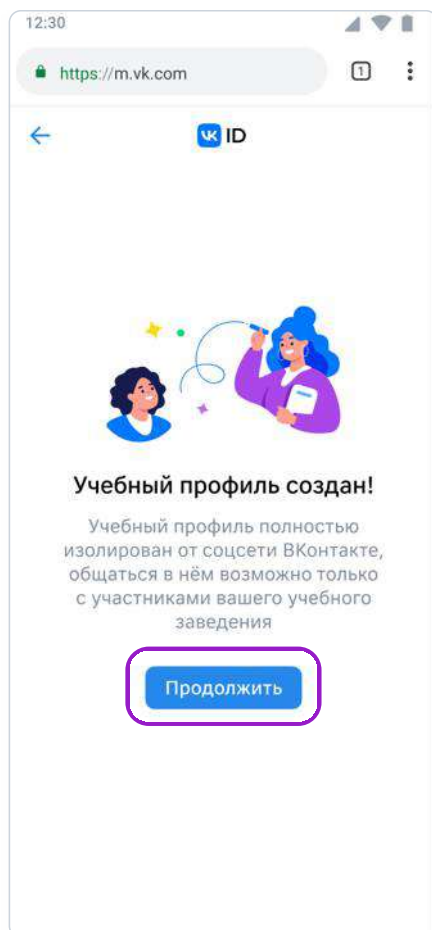 12:30
https://m.vk.com
1
VK ID
Учебный профиль создан!
Учебный профиль полностью
изолирован от соцсети ВКонтакте,
общаться в нём возможно только
с участниками вашего учебного
заведения
Продолжить